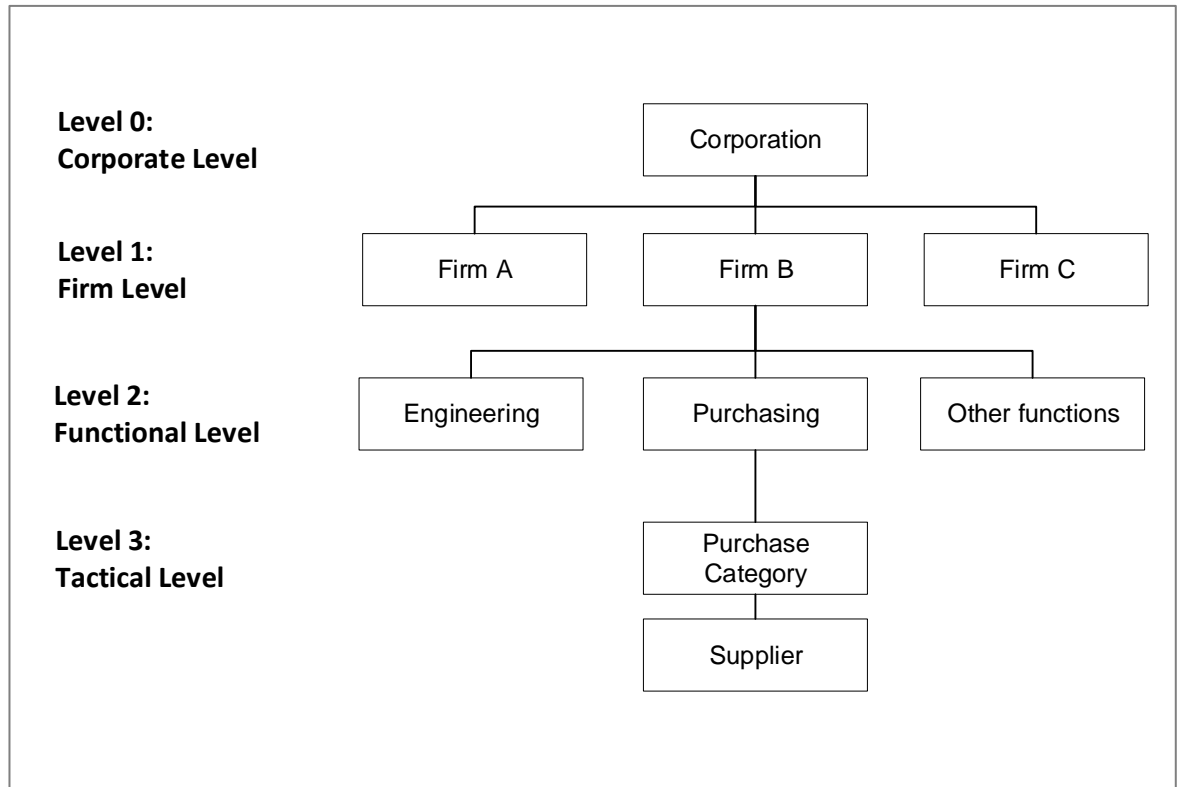 Level 0:
Corporate Level
Corporation
Level 1:
Firm Level
Firm A
Firm B
Firm C
Level 2:
Functional Level
Engineering
Purchasing
Other functions
Level 3:
Tactical Level
Purchase
Category
Supplier